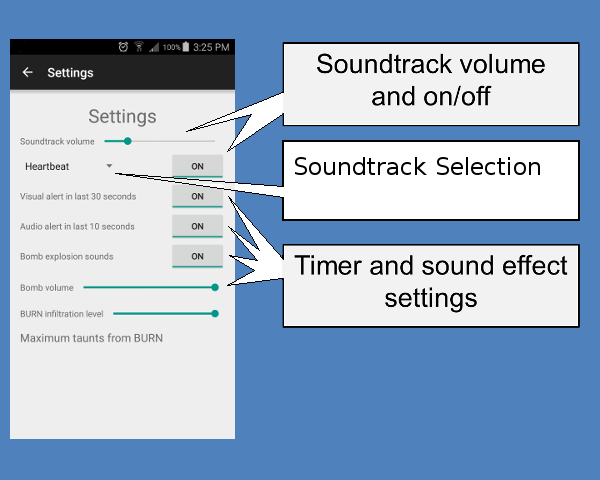 100% 3:25 PM
Settings
Settings
Soundtrack volume
Heartbeat ON
Visual alert in last 30 seconds ON
Audio alert in last 10 seconds ON
Bomb explosion sounds ON
Bomb volume
BURN infiltration level
Maximum taunts from BURN
Soundtrack volume
and on/off
Soundtrack Selection
Timer and sound effect
settings